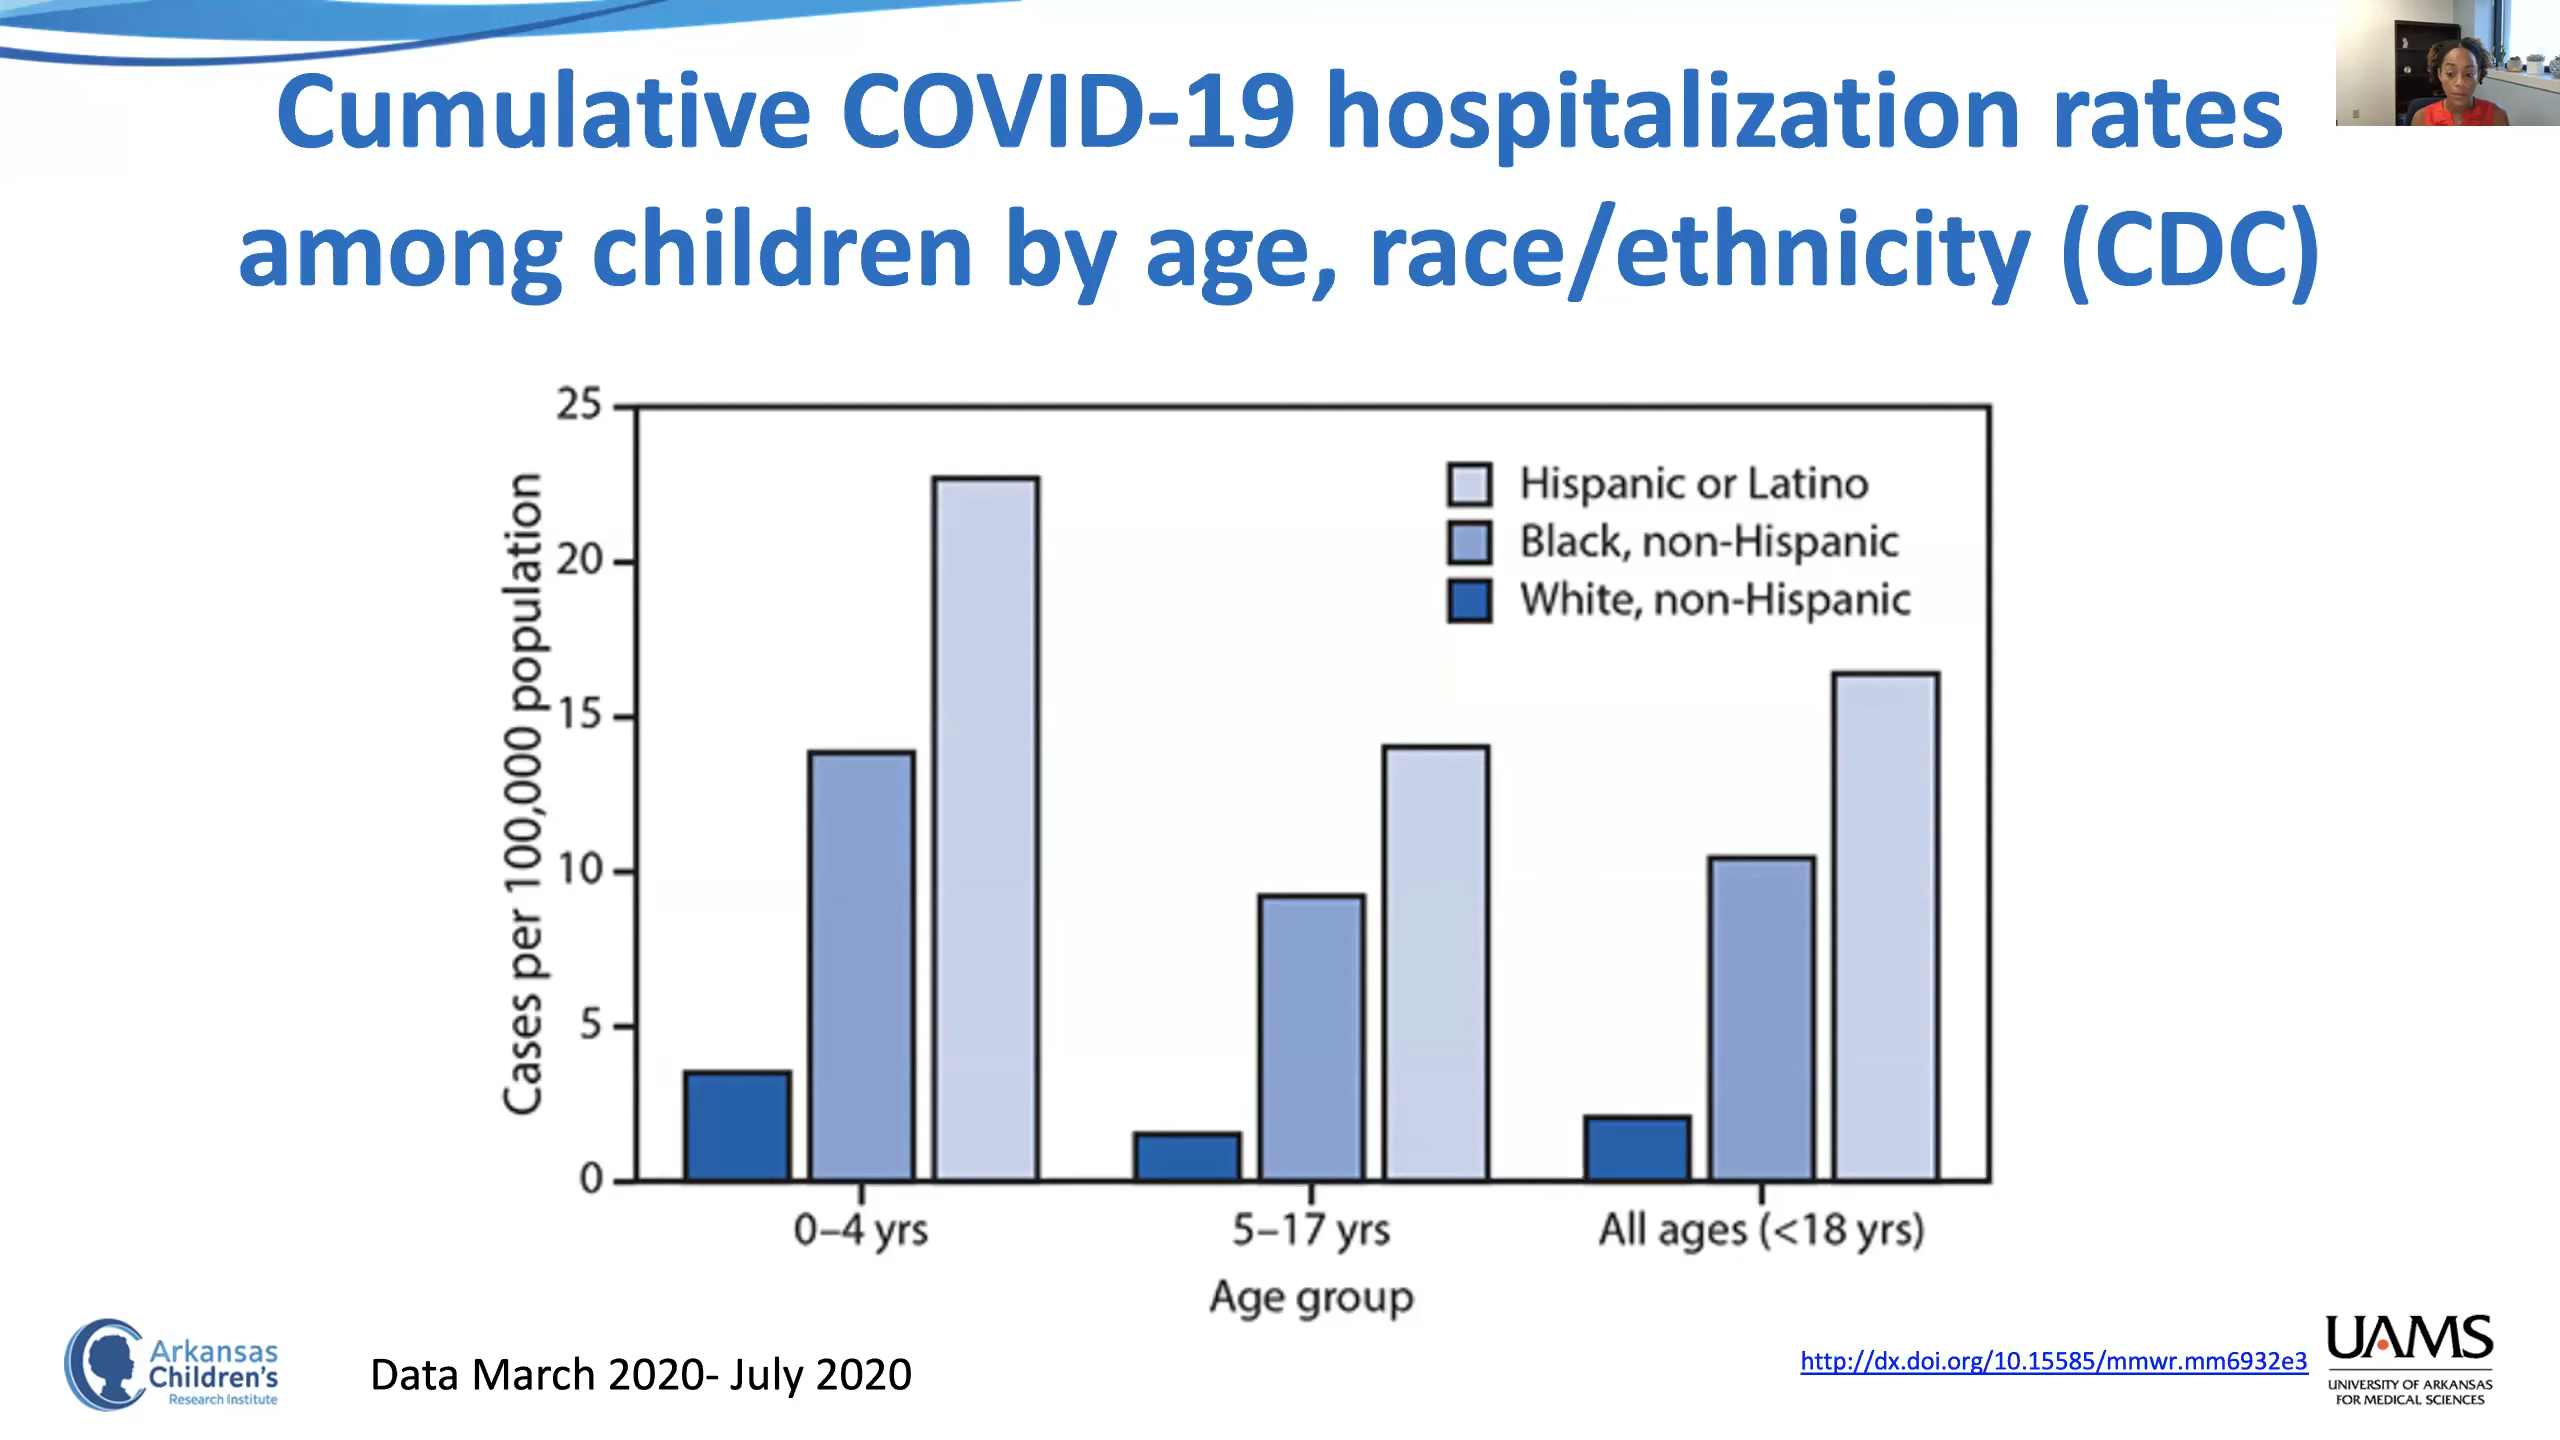 Cumulative COVID-19 hospitalization rates
among children by age, race/ethnicity (CDC)
25
20
15
10
5
0
Cases per 100,000 population
Hispanic or Latino
Black, non-Hispanic
White, non-Hispanic
0–4 yrs
5–17 yrs
All ages (<18 yrs)
Age group
Arkansas
Children's
Research Institute
Data March 2020- July 2020
http://dx.doi.org/10.15585/mmwr.mm6932e3
UAMS
UNIVERSITY OF ARKANSAS
FOR MEDICAL SCIENCES